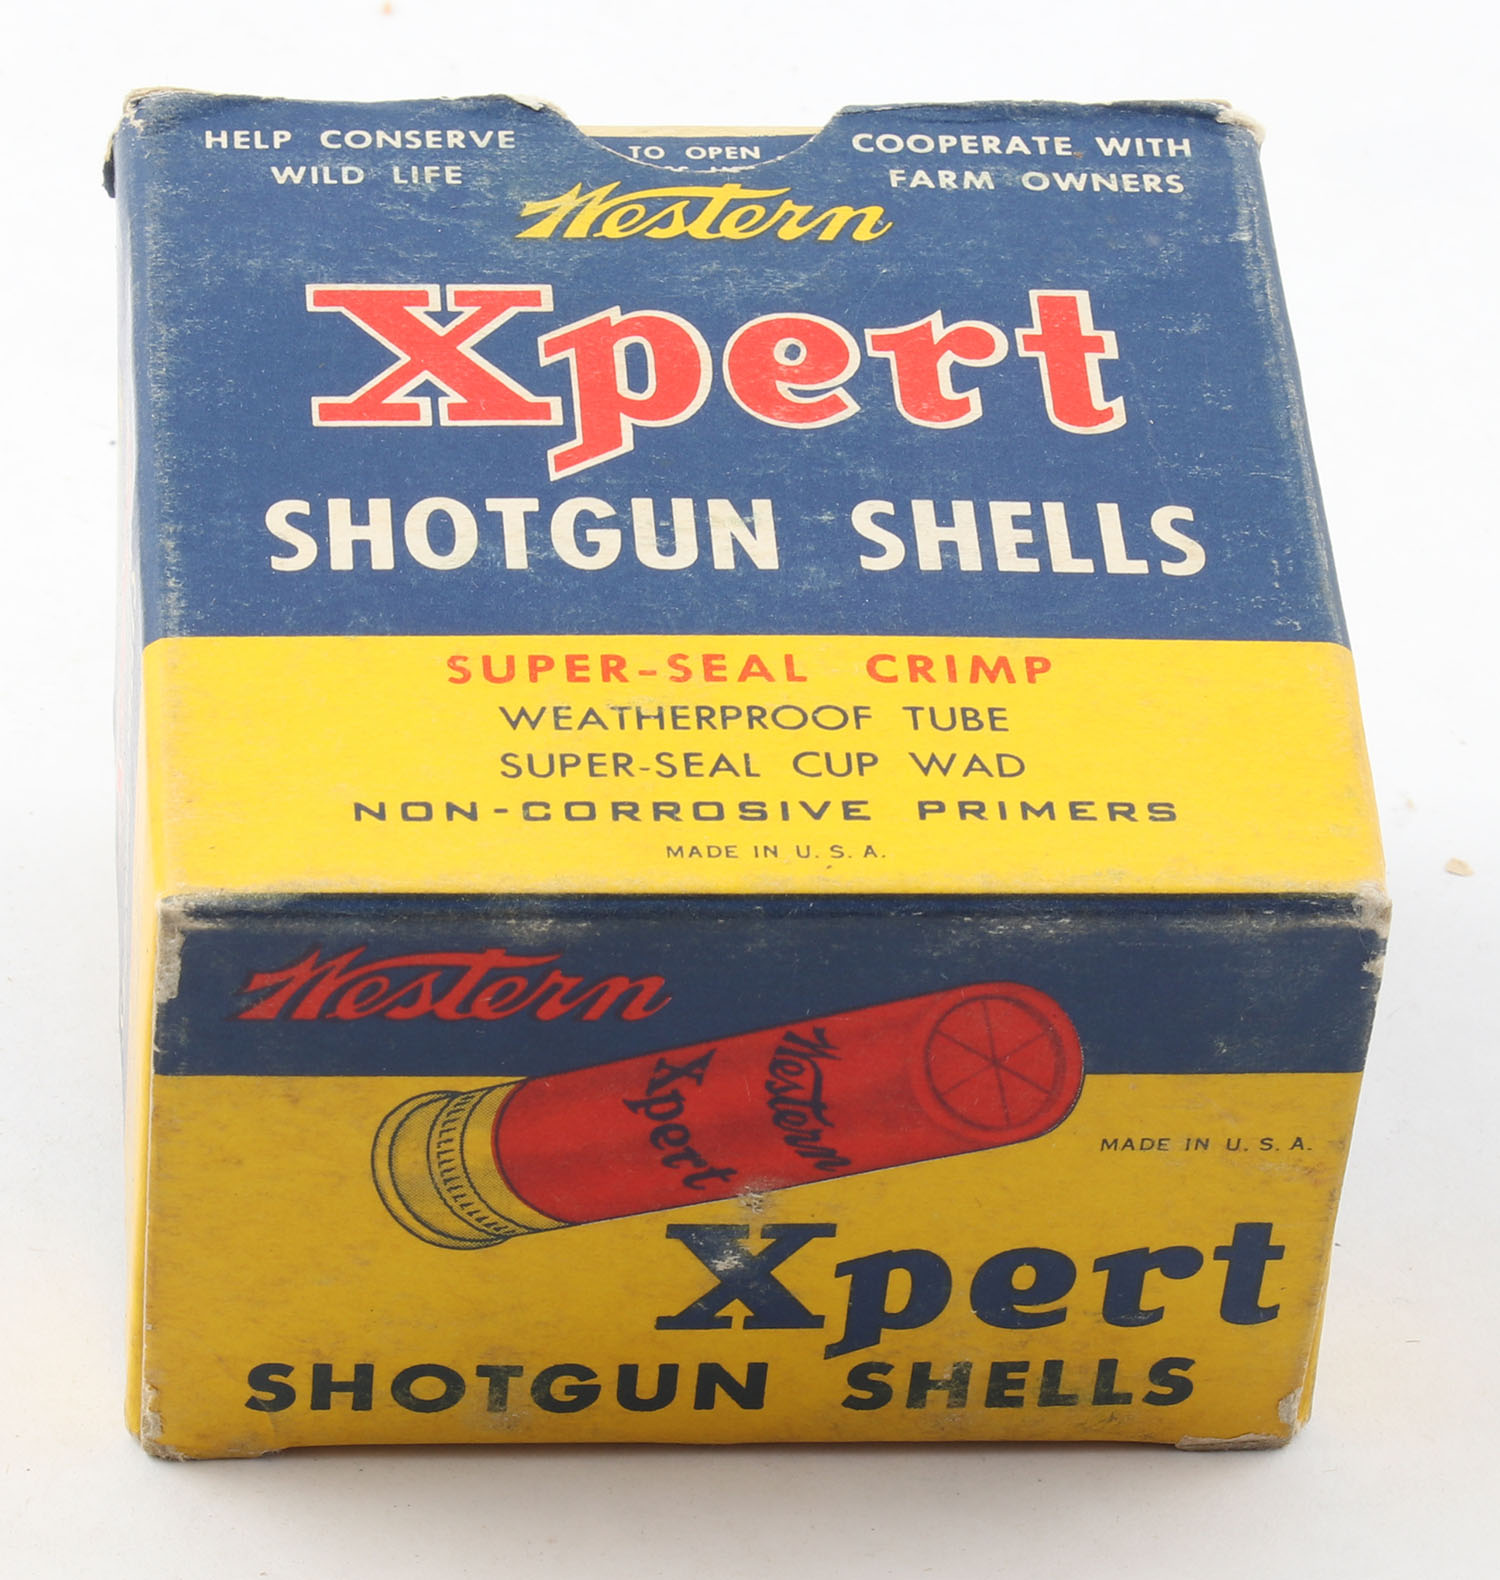 HELP CONSERVE
WILD LIFE
TO OPEN
COOPERATE WITH
FARM OWNERS
Western
Xpert
SHOTGUN SHELLS
SUPER-SEAL CRIMP
WEATHERPROOF TUBE
SUPER-SEAL CUP WAD
NON-CORROSIVE PRIMERS
MADE IN U. S. A.
Western
Western
Xpert
MADE IN U. S. A.
Xpert
SHOTGUN SHELLS